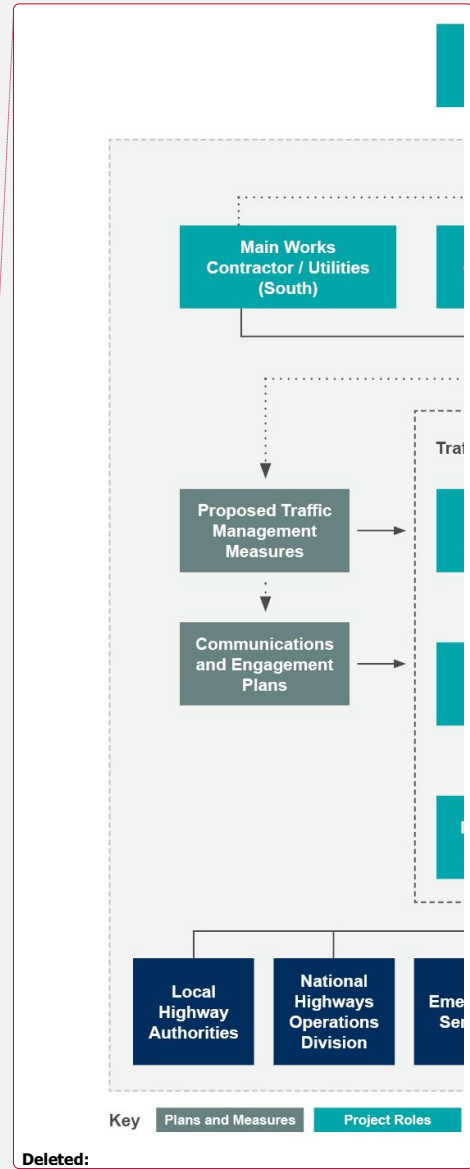 Main Works
Contractor / Utilities
(South)
Proposed Traffic
Management
Measures
Communications
and Engagement
Plans
Local
Highway
Authorities
National
Highways
Operations
Division
Key
Plans and Measures
Project Roles
Deleted: